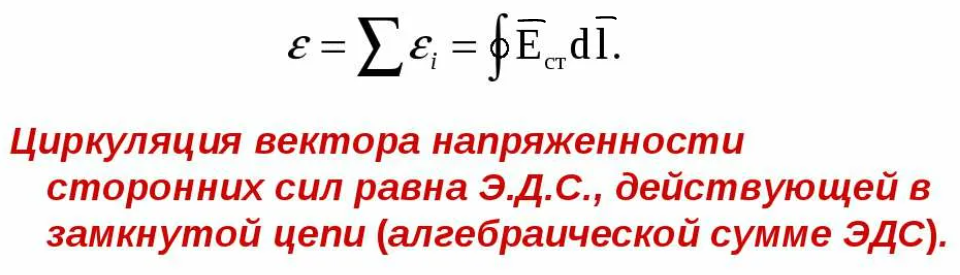 ε = ∑ εᵢ = ∮ E̅ст dl̅.
Циркуляция вектора напряженности
сторонних сил равна Э.Д.С., действующей в
замкнутой цепи (алгебраической сумме ЭДС).